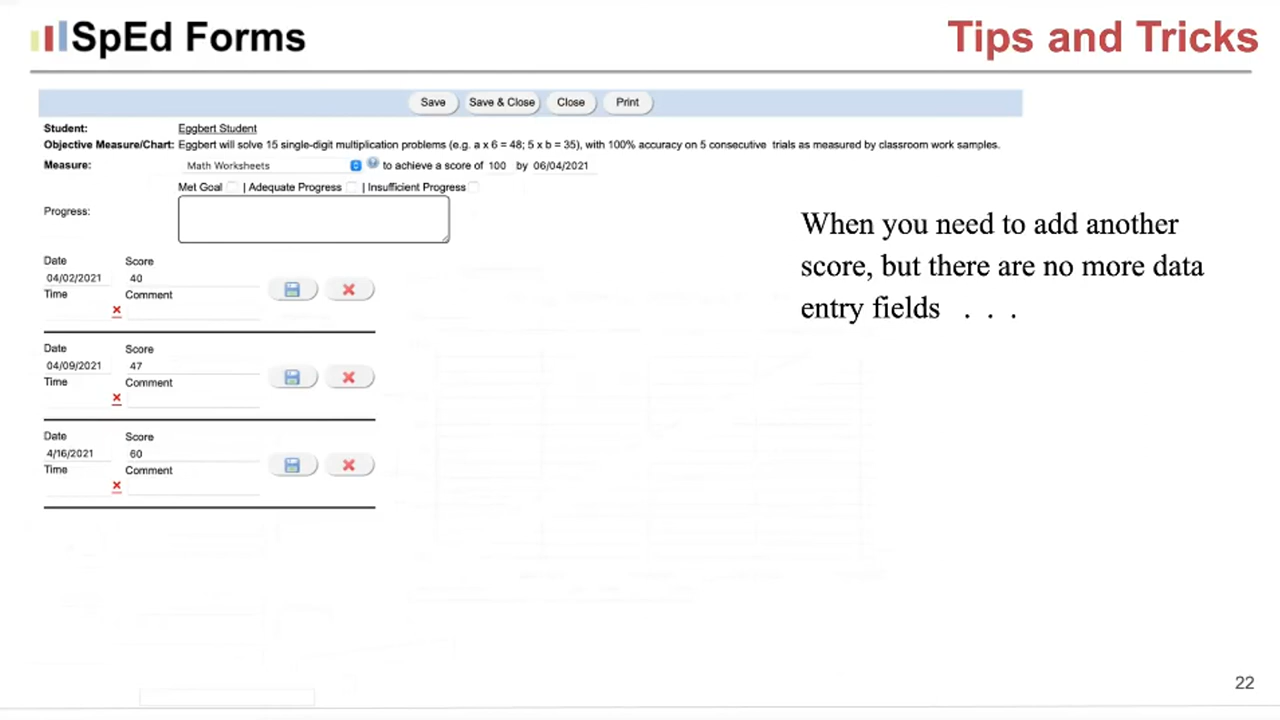 SpEd Forms
Tips and Tricks
Save Save & Close Close Print
Student: Eggbert Student
Objective Measure/Chart: Eggbert will solve 15 single-digit multiplication problems (e.g. a x 6 = 48; 5 x b = 35), with 100% accuracy on 5 consecutive trials as measured by classroom work samples.
Measure: Math Worksheets to achieve a score of 100 by 06/04/2021
Met Goal | Adequate Progress | Insufficient Progress
Progress:
Date Score
04/02/2021 40
Time Comment
Date Score
04/09/2021 47
Time Comment
Date Score
4/16/2021 60
Time Comment
When you need to add another
score, but there are no more data
entry fields . . .
22